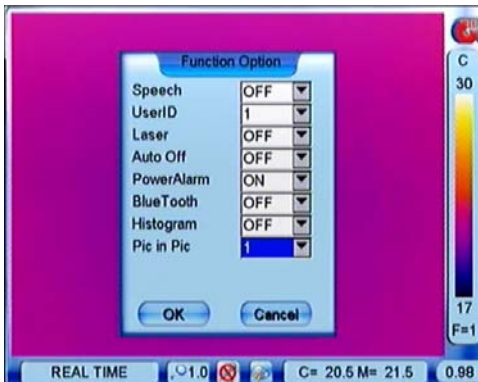 Function Option
Speech OFF
UserID 1
Laser OFF
Auto Off OFF
PowerAlarm ON
BlueTooth OFF
Histogram OFF
Pic in Pic 1
OK Cancel
C
30
17
F=1
REAL TIME 1.0 C= 20.5 M= 21.5 0.98